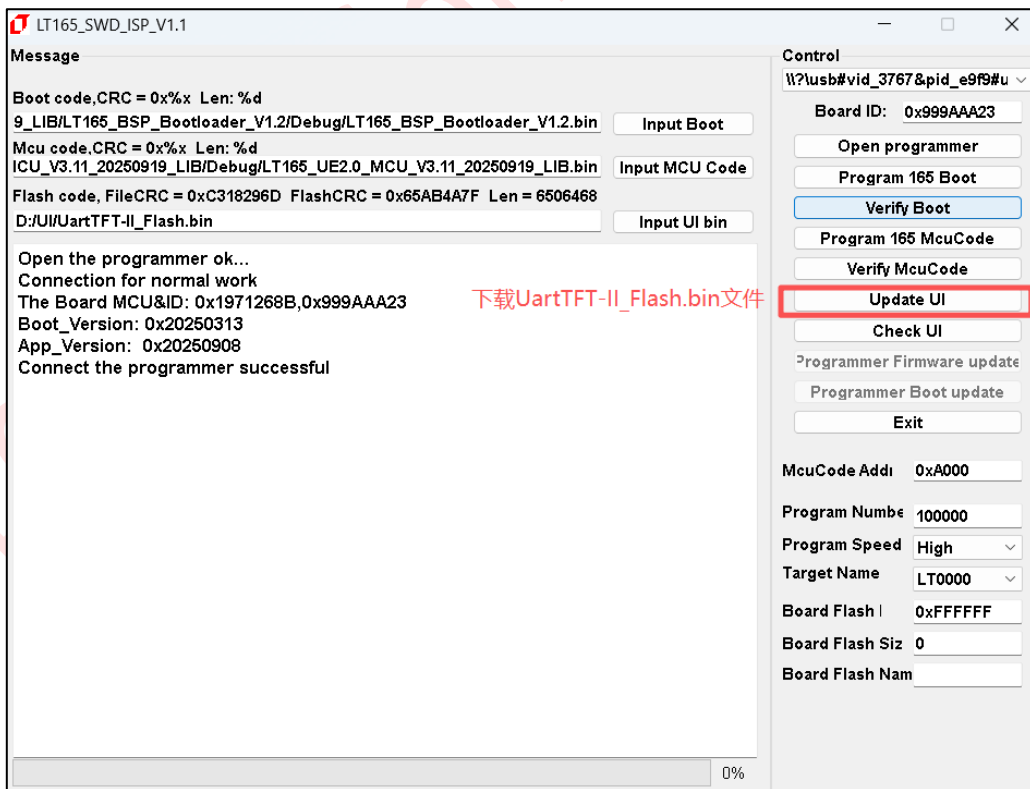 LT165_SWD_ISP_V1.1
Message
Boot code,CRC = 0x%x Len: %d
9_LIB/LT165_BSP_Bootloader_V1.2/Debug/LT165_BSP_Bootloader_V1.2.bin
Input Boot
Mcu code,CRC = 0x%x Len: %d
ICU_V3.11_20250919_LIB/Debug/LT165_UE2.0_MCU_V3.11_20250919_LIB.bin
Input MCU Code
Flash code, FileCRC = 0xC318296D FlashCRC = 0x65AB4A7F Len = 6506468
D:/UI/UartTFT-II_Flash.bin
Input UI bin
Open the programmer ok...
Connection for normal work
The Board MCU&ID: 0x1971268B,0x999AAA23
Boot_Version: 0x20250313
App_Version: 0x20250908
Connect the programmer successful
下载UartTFT-II_Flash.bin文件
0%
Control
\\?\usb#vid_3767&pid_e9f9#u
Board ID: 0x999AAA23
Open programmer
Program 165 Boot
Verify Boot
Program 165 McuCode
Verify McuCode
Update UI
Check UI
Programmer Firmware update
Programmer Boot update
Exit
McuCode Addr 0xA000
Program Numbe 100000
Program Speed High
Target Name LT0000
Board Flash I 0xFFFFFF
Board Flash Siz 0
Board Flash Nam